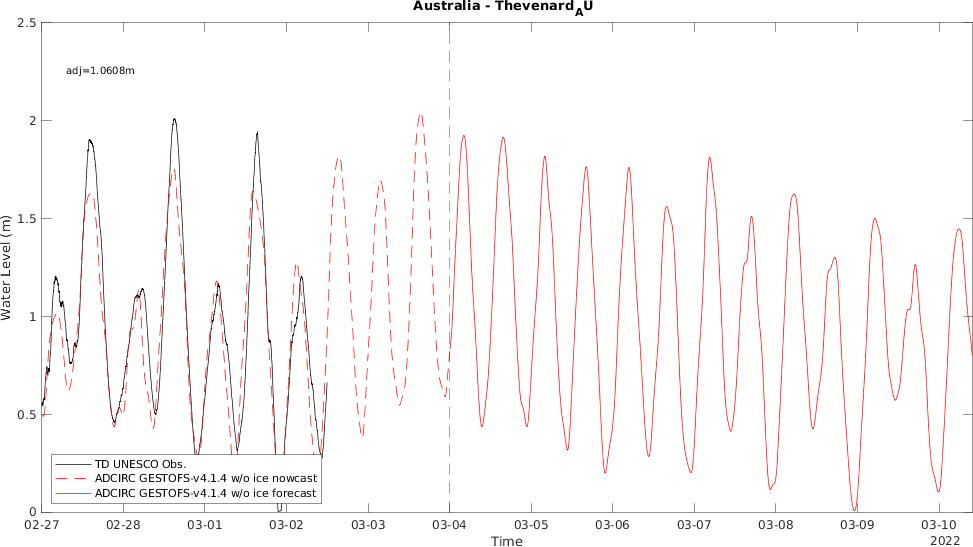 Australia - Thevenard_AU
2.5
adj=1.0608m
2
1.5
Water Level (m)
1
0.5
TD UNESCO Obs.
ADCIRC GESTOFS-v4.1.4 w/o ice nowcast
ADCIRC GESTOFS-v4.1.4 w/o ice forecast
0
02-27 02-28 03-01 03-02 03-03 03-04 03-05 03-06 03-07 03-08 03-09 03-10
Time
2022